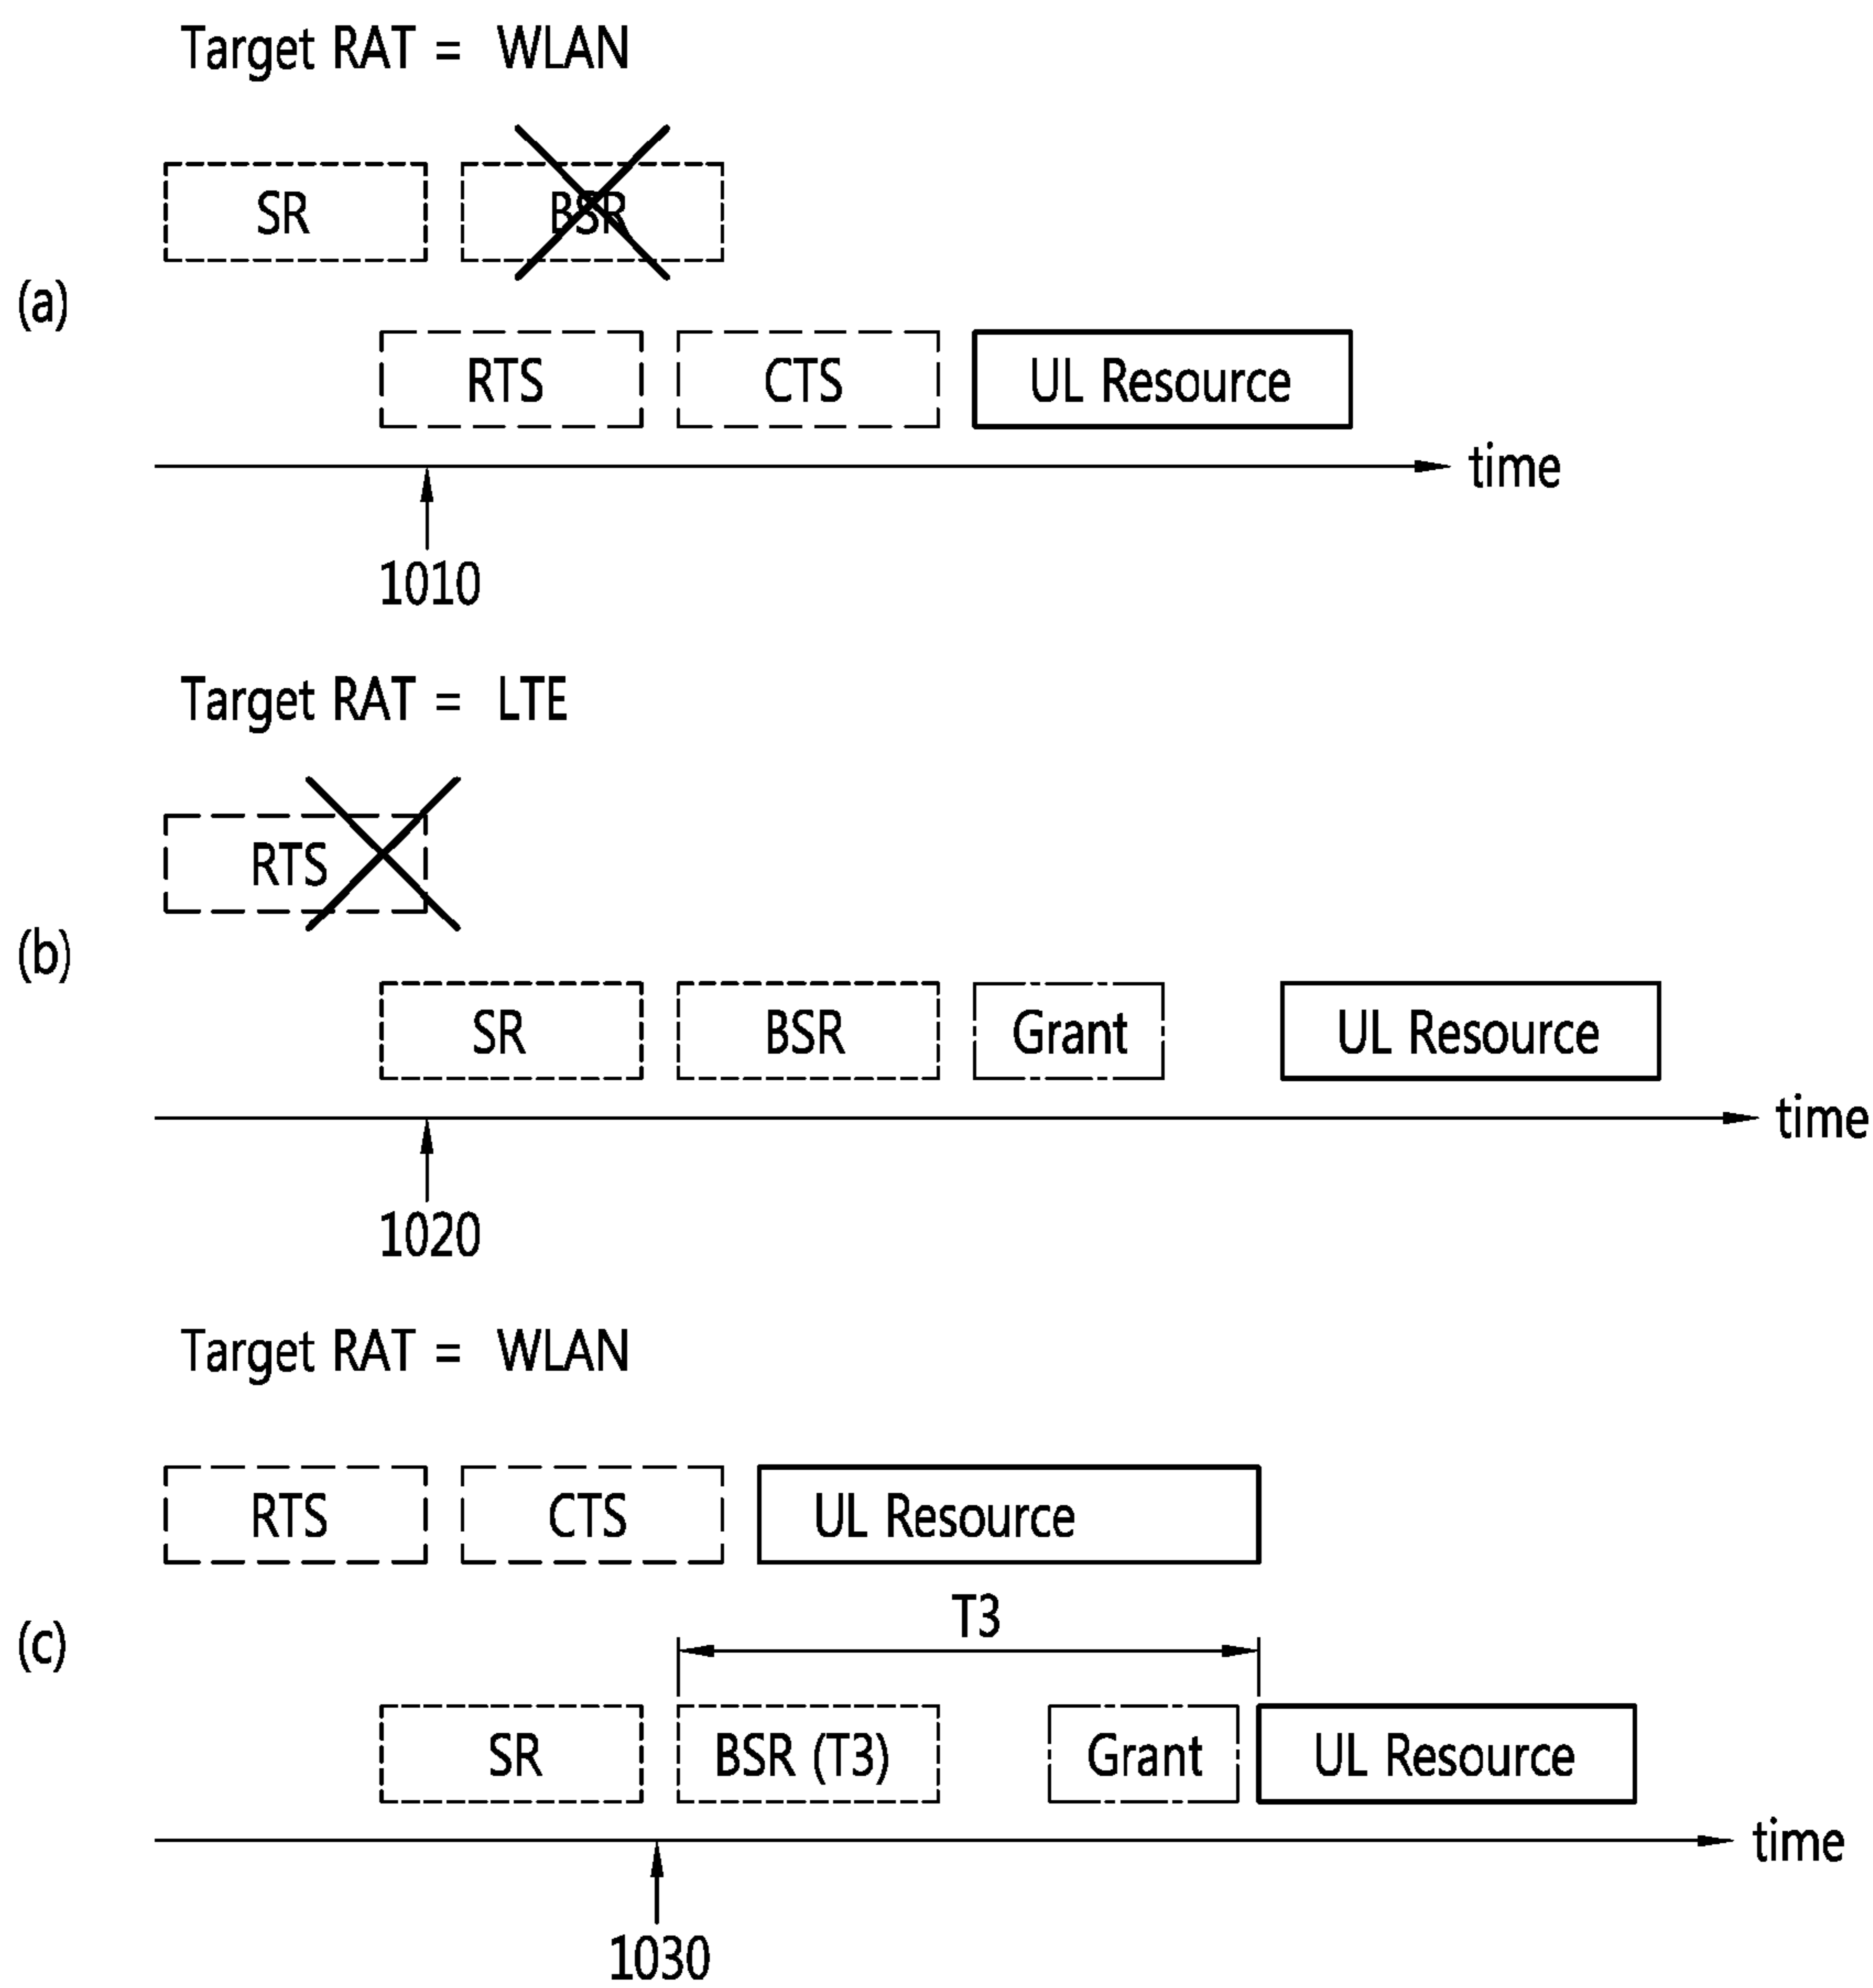 Target RAT = WLAN
SR BSR
(a)
RTS CTS UL Resource
time
1010
Target RAT = LTE
RTS
(b)
SR BSR Grant UL Resource
time
1020
Target RAT = WLAN
RTS CTS UL Resource
T3
(c)
SR BSR (T3) Grant UL Resource
time
1030